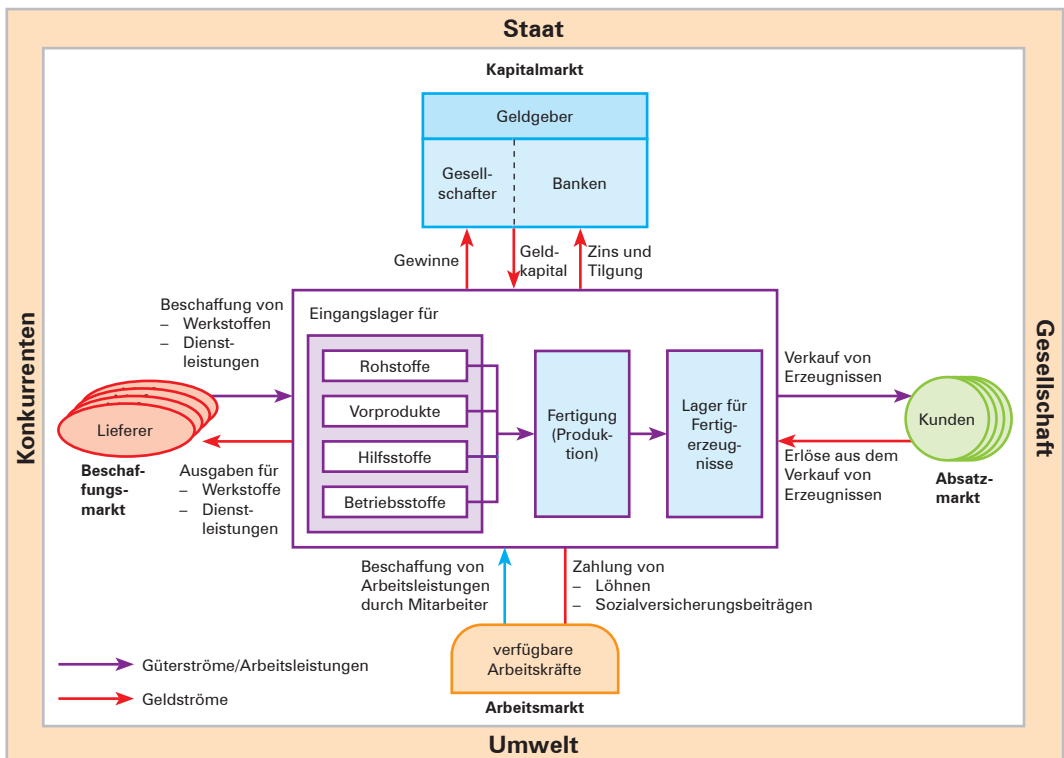 Staat
Kapitalmarkt
Geldgeber
Gesell-
schafter
Banken
Gewinne
Geld-
kapital
Zins und
Tilgung
Konkurrenten
Beschaffung von
– Werkstoffen
– Dienst-
leistungen
Lieferer
Beschaf-
fungs-
markt
Ausgaben für
– Werkstoffe
– Dienst-
leistungen
Eingangslager für
Rohstoffe
Vorprodukte
Hilfsstoffe
Betriebsstoffe
Fertigung
(Produk-
tion)
Lager für
Fertig-
erzeug-
nisse
Verkauf von
Erzeugnissen
Erlöse aus dem
Verkauf von
Erzeugnissen
Kunden
Absatz-
markt
Gesellschaft
Beschaffung von
Arbeitsleistungen
durch Mitarbeiter
Zahlung von
– Löhnen
– Sozialversicherungsbeiträgen
verfügbare
Arbeitskräfte
Arbeitsmarkt
Güterströme/Arbeitsleistungen
Geldströme
Umwelt